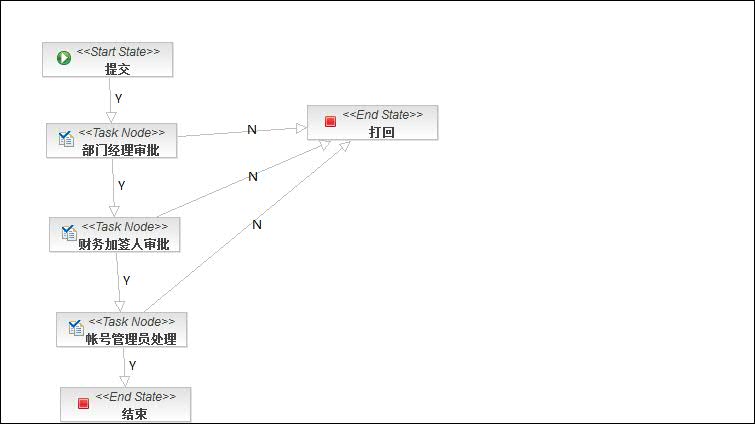 <<Start State>>
提交
Y
<<Task Node>>
部门经理审批
N
<<End State>>
打回
Y
N
<<Task Node>>
财务加签人审批
N
Y
<<Task Node>>
帐号管理员处理
Y
<<End State>>
结束